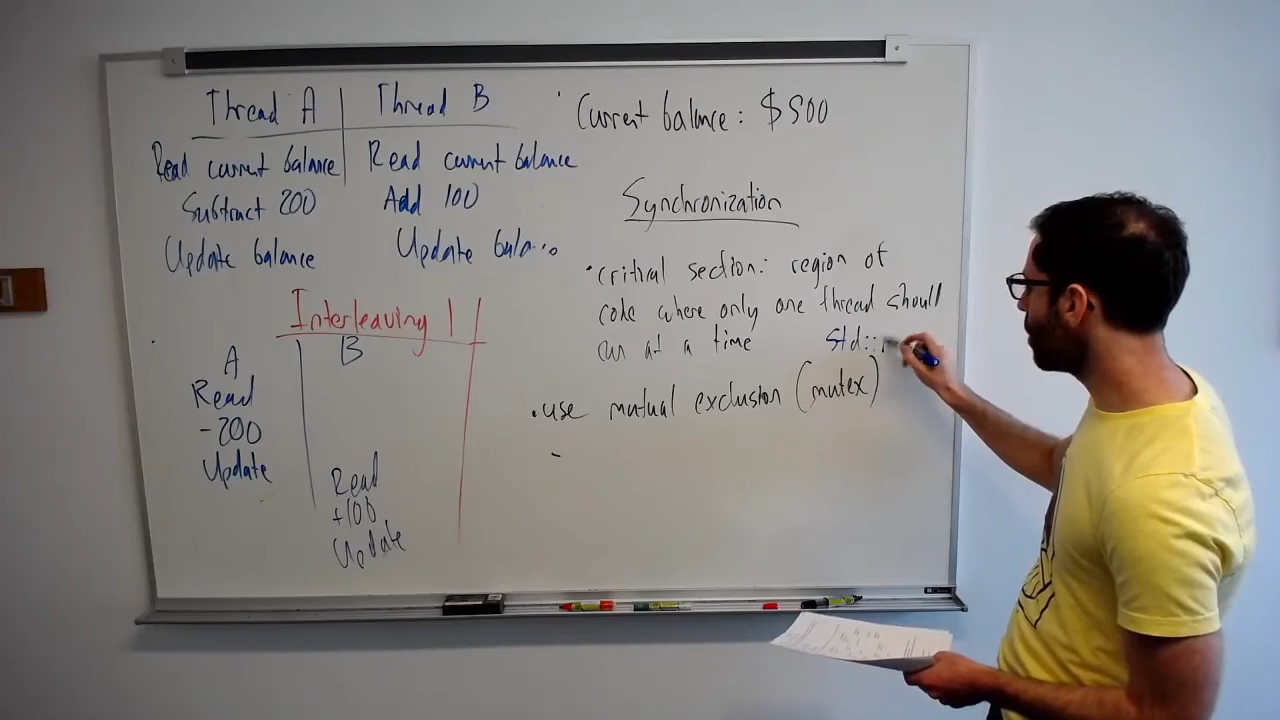 Thread A
Read current balance
Subtract 200
Update balance
Thread B
Read current balance
Add 100
Update bala...
Interleaving 1
A
Read
-200
Update
B
Read
+100
Update
Current balance: $500
Synchronization
• critical section: region of
code where only one thread should
run at a time
std::
• use mutual exclusion (mutex)
-